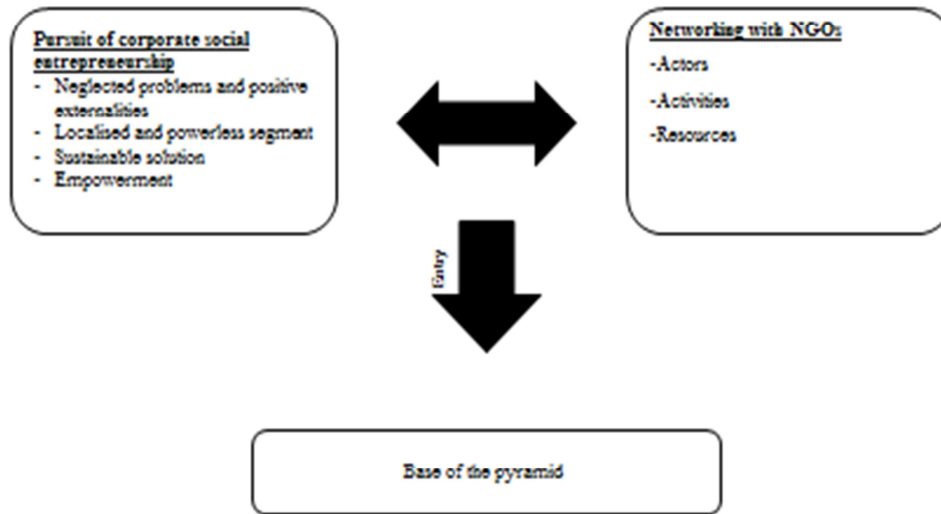 Pursuit of corporate social
entrepreneurship
- Neglected problems and positive
externalities
- Localised and powerless segment
- Sustainable solution
- Empowerment
Networking with NGOs
-Actors
-Activities
-Resources
Entry
Base of the pyramid